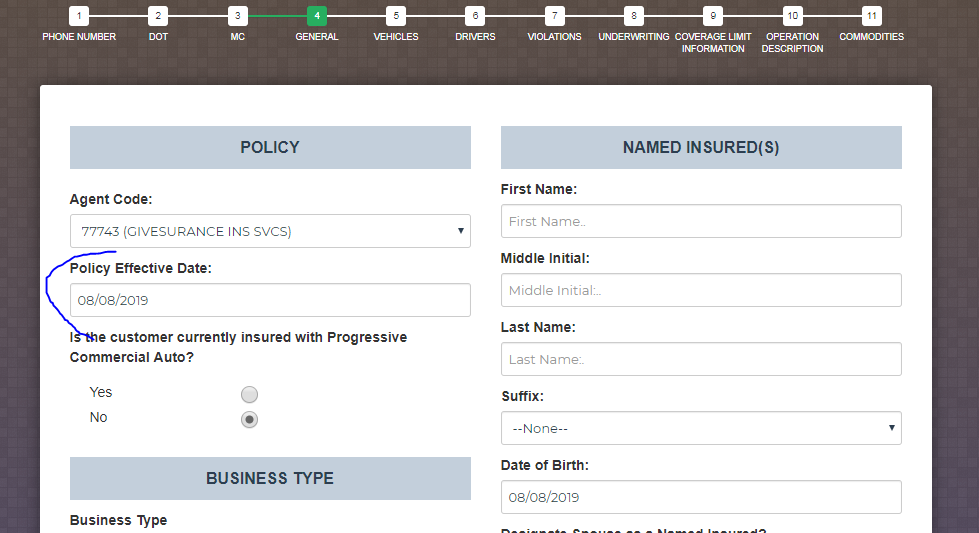 1 2 3 4 5 6 7 8 9 10 11
PHONE NUMBER DOT MC GENERAL VEHICLES DRIVERS VIOLATIONS UNDERWRITING COVERAGE LIMIT INFORMATION OPERATION DESCRIPTION COMMODITIES
POLICY
Agent Code:
77743 (GIVESURANCE INS SVCS)
Policy Effective Date:
08/08/2019
Is the customer currently insured with Progressive
Commercial Auto?
Yes
No
BUSINESS TYPE
Business Type
NAMED INSURED(S)
First Name:
First Name..
Middle Initial:
Middle Initial:..
Last Name:
Last Name:.
Suffix:
--None--
Date of Birth:
08/08/2019
Designate Spouse as a Named Insured?